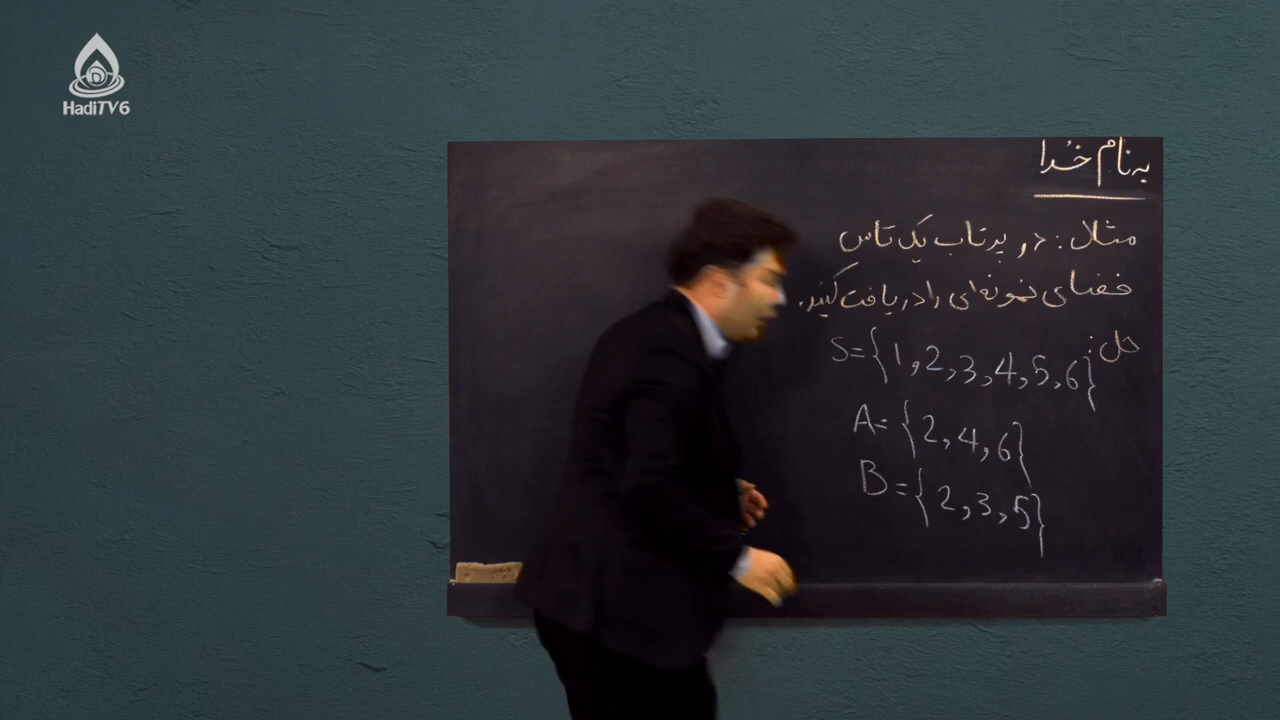 HadiTV6
به نام خدا
مثال: در پرتاب یک تاس
فضای نمونه‌ای را دریافت کنید.
حل:
S={1,2,3,4,5,6}
A={2,4,6}
B={2,3,5}